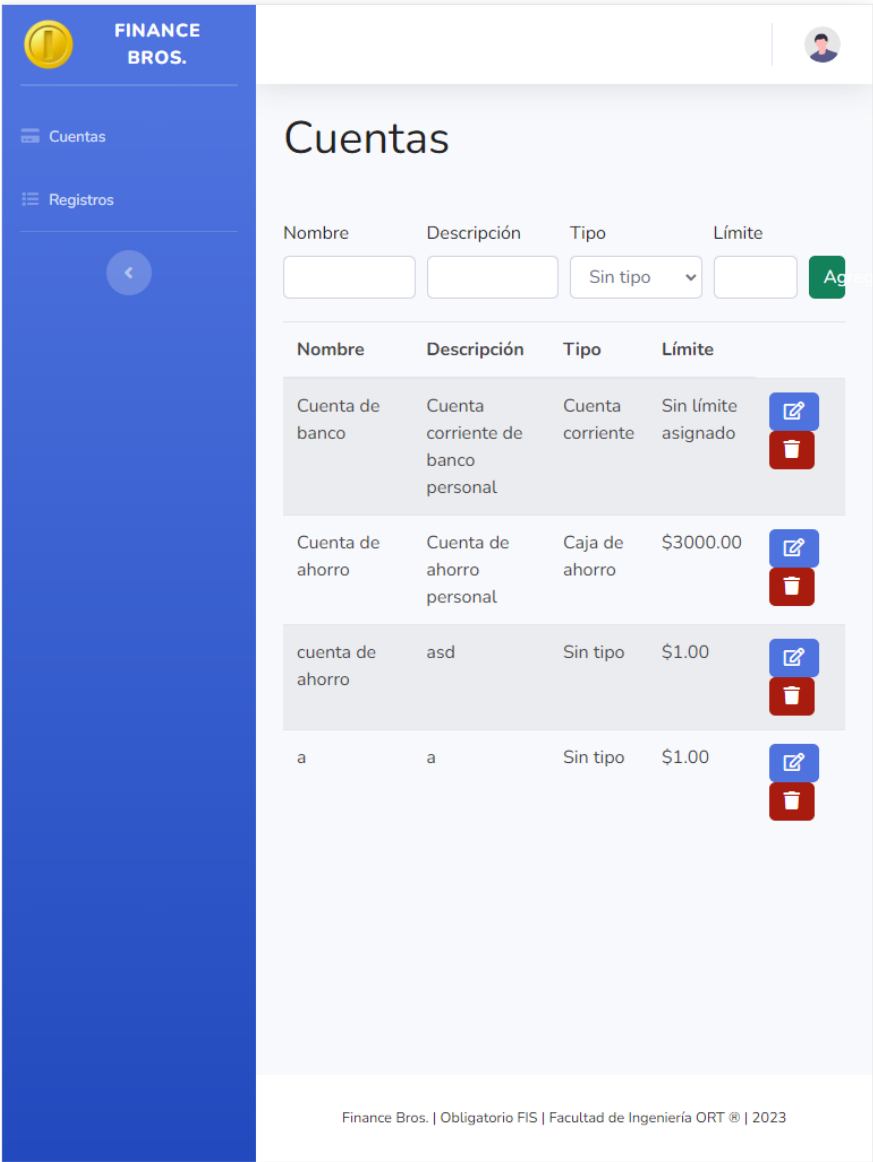 FINANCE
BROS.
Cuentas
Registros
Cuentas
Nombre Descripción Tipo Límite
Sin tipo
Nombre Descripción Tipo Límite
Cuenta de Cuenta Cuenta Sin límite
banco corriente de corriente asignado
banco
personal
Cuenta de Cuenta de Caja de $3000.00
ahorro ahorro ahorro
personal
cuenta de asd Sin tipo $1.00
ahorro
a a Sin tipo $1.00
Finance Bros. | Obligatorio FIS | Facultad de Ingeniería ORT ® | 2023